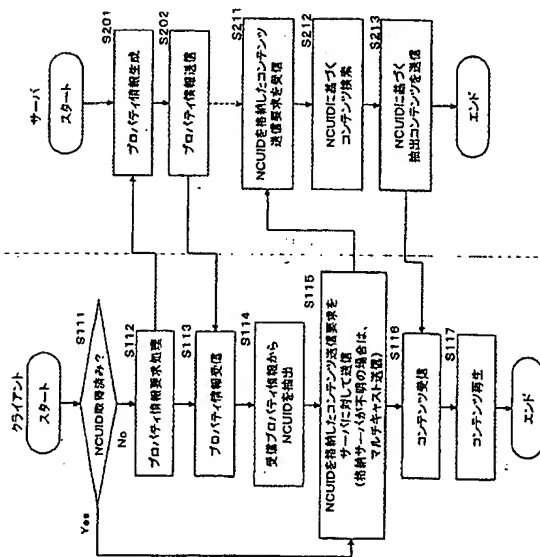 クライアント
スタート
S111
NCUID取得済み？
Yes
No
S112
プロパティ情報要求処理
S113
プロパティ情報受信
S114
受信プロパティ情報から
NCUIDを抽出
S115
NCUIDを格納したコンテンツ送信要求を
サーバに対して送信
(格納サーバが不明の場合は、
マルチキャスト送信)
S116
コンテンツ受信
S117
コンテンツ再生
エンド
サーバ
スタート
S201
プロパティ情報生成
S202
プロパティ情報送信
S211
NCUIDを格納したコンテンツ
送信要求を受信
S212
NCUIDに基づく
コンテンツ検索
S213
NCUIDに基づく
抽出コンテンツを送信
エンド